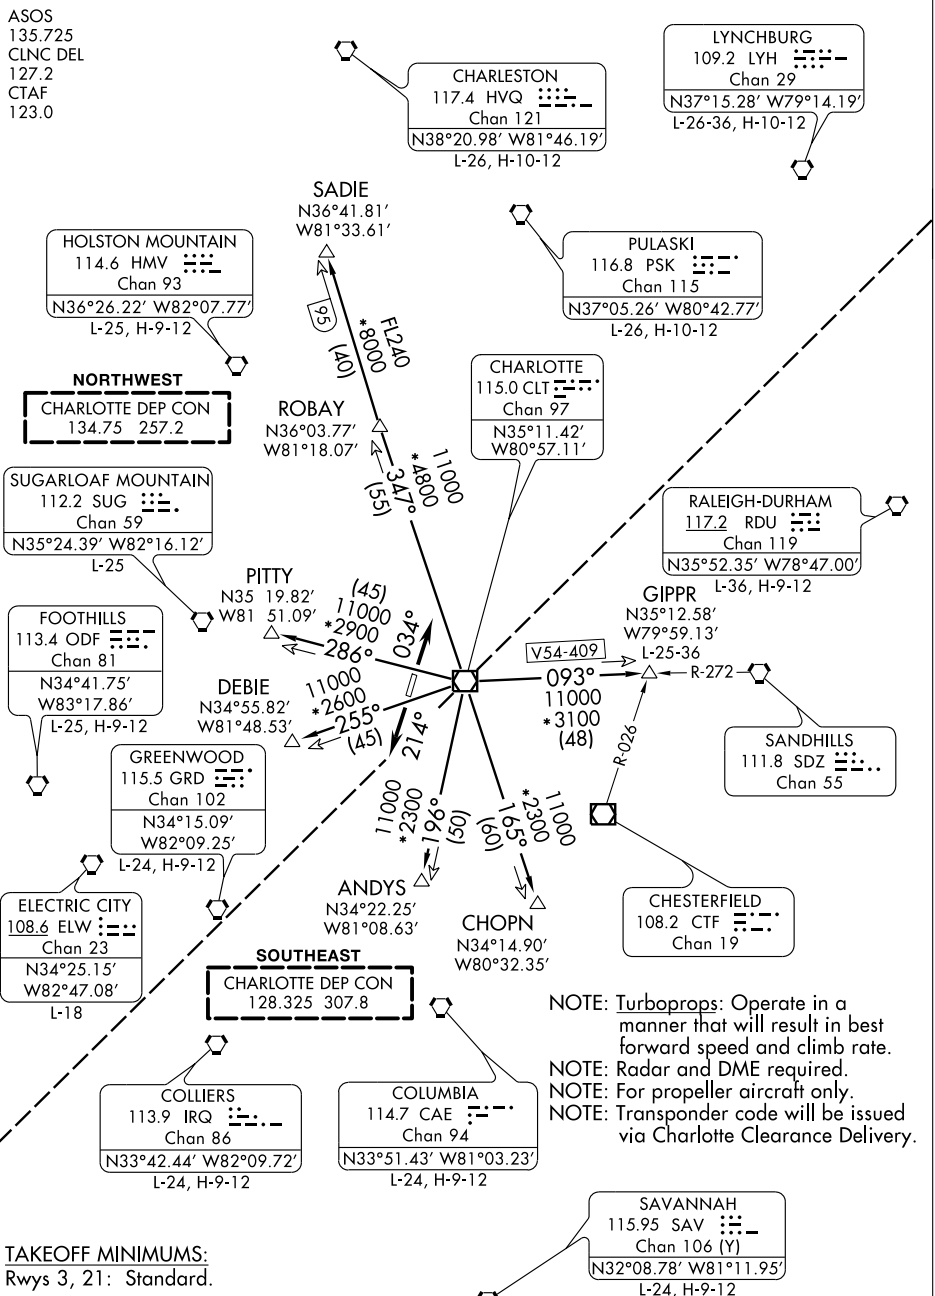 ASOS
135.725
CLNC DEL
127.2
CTAF
123.0
CHARLESTON
117.4 HVQ
Chan 121
N38°20.98' W81°46.19'
L-26, H-10-12
LYNCHBURG
109.2 LYH
Chan 29
N37°15.28' W79°14.19'
L-26-36, H-10-12
SADIE
N36°41.81'
W81°33.61'
HOLSTON MOUNTAIN
114.6 HMV
Chan 93
N36°26.22' W82°07.77'
L-25, H-9-12
PULASKI
116.8 PSK
Chan 115
N37°05.26' W80°42.77'
L-26, H-10-12
95
FL240
*8000
(40)
NORTHWEST
CHARLOTTE DEP CON
134.75 257.2
CHARLOTTE
115.0 CLT
Chan 97
N35°11.42'
W80°57.11'
ROBAY
N36°03.77'
W81°18.07'
11000
*4800
347°
(55)
SUGARLOAF MOUNTAIN
112.2 SUG
Chan 59
N35°24.39' W82°16.12'
L-25
RALEIGH-DURHAM
117.2 RDU
Chan 119
N35°52.35' W78°47.00'
L-36, H-9-12
PITTY
N35 19.82'
W81 51.09'
(45)
11000
*2900
286°
034°
GIPPR
N35°12.58'
W79°59.13'
L-25-36
FOOTHILLS
113.4 ODF
Chan 81
N34°41.75'
W83°17.86'
L-25, H-9-12
V54-409
093°
11000
*3100
(48)
R-272
DEBIE
N34°55.82'
W81°48.53'
11000
*2600
255°
(45)
214°
R-026
SANDHILLS
111.8 SDZ
Chan 55
GREENWOOD
115.5 GRD
Chan 102
N34°15.09'
W82°09.25'
L-24, H-9-12
11000
*2300
196°
(50)
11000
*2300
165°
(60)
ANDYS
N34°22.25'
W81°08.63'
CHOPN
N34°14.90'
W80°32.35'
CHESTERFIELD
108.2 CTF
Chan 19
ELECTRIC CITY
108.6 ELW
Chan 23
N34°25.15'
W82°47.08'
L-18
SOUTHEAST
CHARLOTTE DEP CON
128.325 307.8
NOTE: Turboprops: Operate in a
manner that will result in best
forward speed and climb rate.
NOTE: Radar and DME required.
NOTE: For propeller aircraft only.
NOTE: Transponder code will be issued
via Charlotte Clearance Delivery.
COLLIERS
113.9 IRQ
Chan 86
N33°42.44' W82°09.72'
L-24, H-9-12
COLUMBIA
114.7 CAE
Chan 94
N33°51.43' W81°03.23'
L-24, H-9-12
SAVANNAH
115.95 SAV
Chan 106 (Y)
N32°08.78' W81°11.95'
L-24, H-9-12
TAKEOFF MINIMUMS:
Rwys 3, 21: Standard.